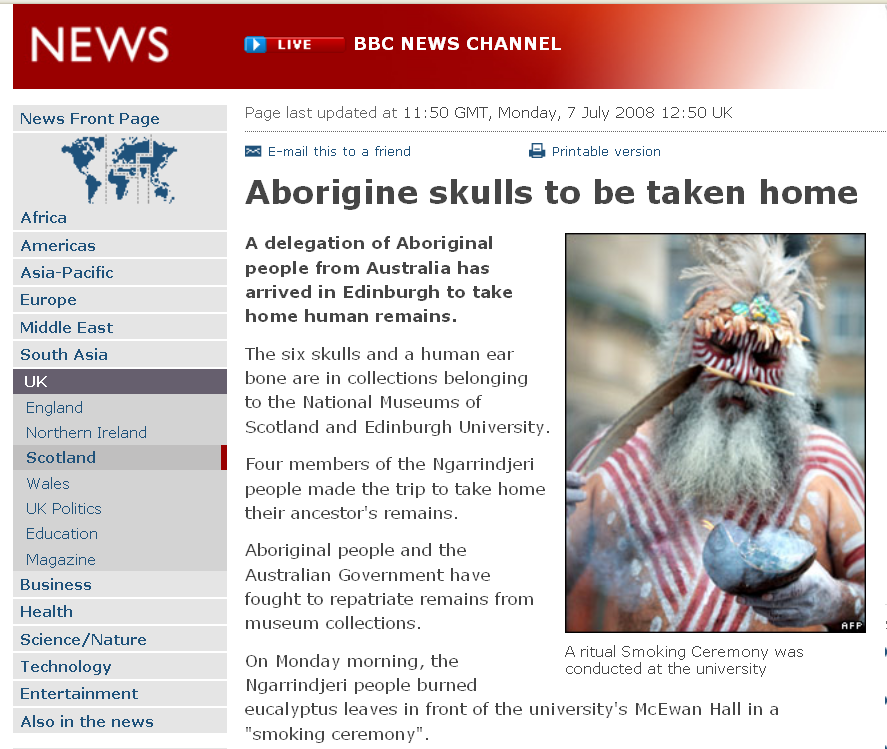 NEWS
LIVE
BBC NEWS CHANNEL
News Front Page
Africa
Americas
Asia-Pacific
Europe
Middle East
South Asia
UK
England
Northern Ireland
Scotland
Wales
UK Politics
Education
Magazine
Business
Health
Science/Nature
Technology
Entertainment
Also in the news
Page last updated at 11:50 GMT, Monday, 7 July 2008 12:50 UK
E-mail this to a friend
Printable version
Aborigine skulls to be taken home
A delegation of Aboriginal
people from Australia has
arrived in Edinburgh to take
home human remains.
The six skulls and a human ear
bone are in collections belonging
to the National Museums of
Scotland and Edinburgh University.
Four members of the Ngarrindjeri
people made the trip to take home
their ancestor's remains.
Aboriginal people and the
Australian Government have
fought to repatriate remains from
museum collections.
On Monday morning, the
Ngarrindjeri people burned
eucalyptus leaves in front of the university's McEwan Hall in a
"smoking ceremony".
AFP
A ritual Smoking Ceremony was
conducted at the university